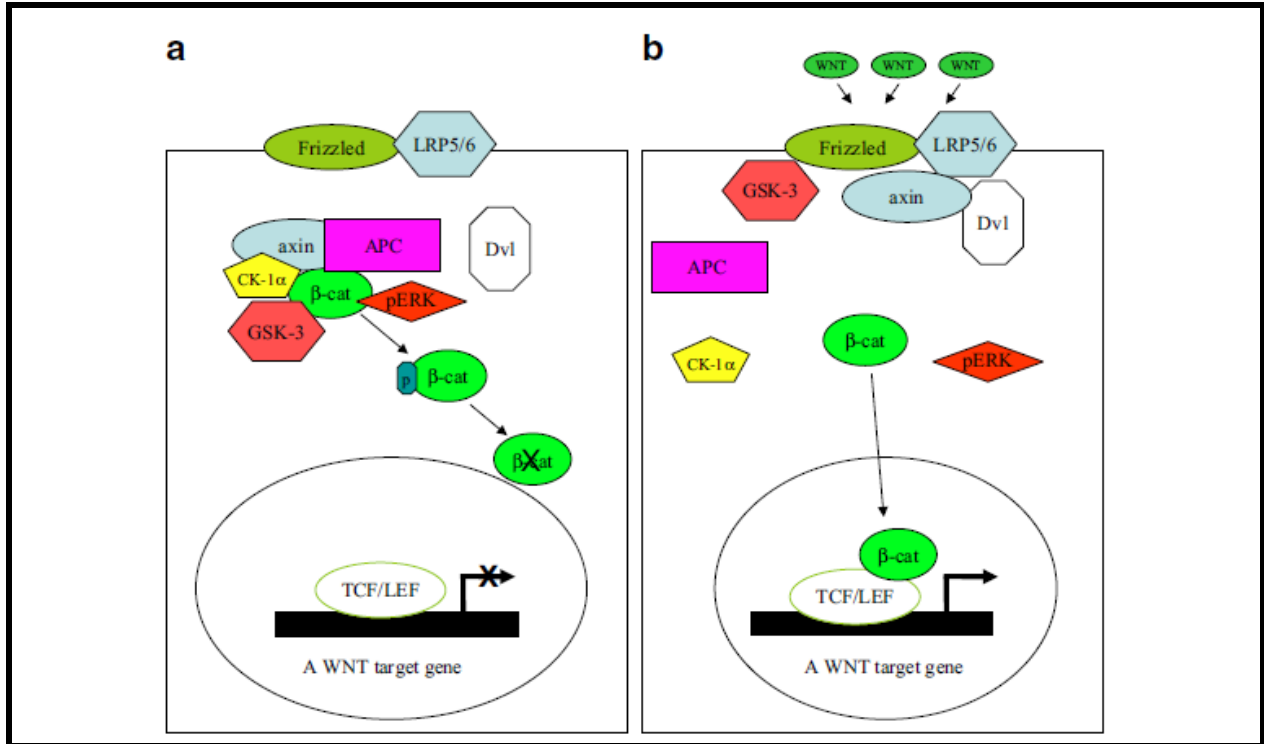 a
Frizzled
LRP5/6
axin
APC
Dvl
CK-1α
β-cat
pERK
GSK-3
p
β-cat
β-cat
TCF/LEF
X
A WNT target gene
b
WNT
WNT
WNT
Frizzled
LRP5/6
GSK-3
axin
Dvl
APC
β-cat
CK-1α
pERK
β-cat
TCF/LEF
A WNT target gene